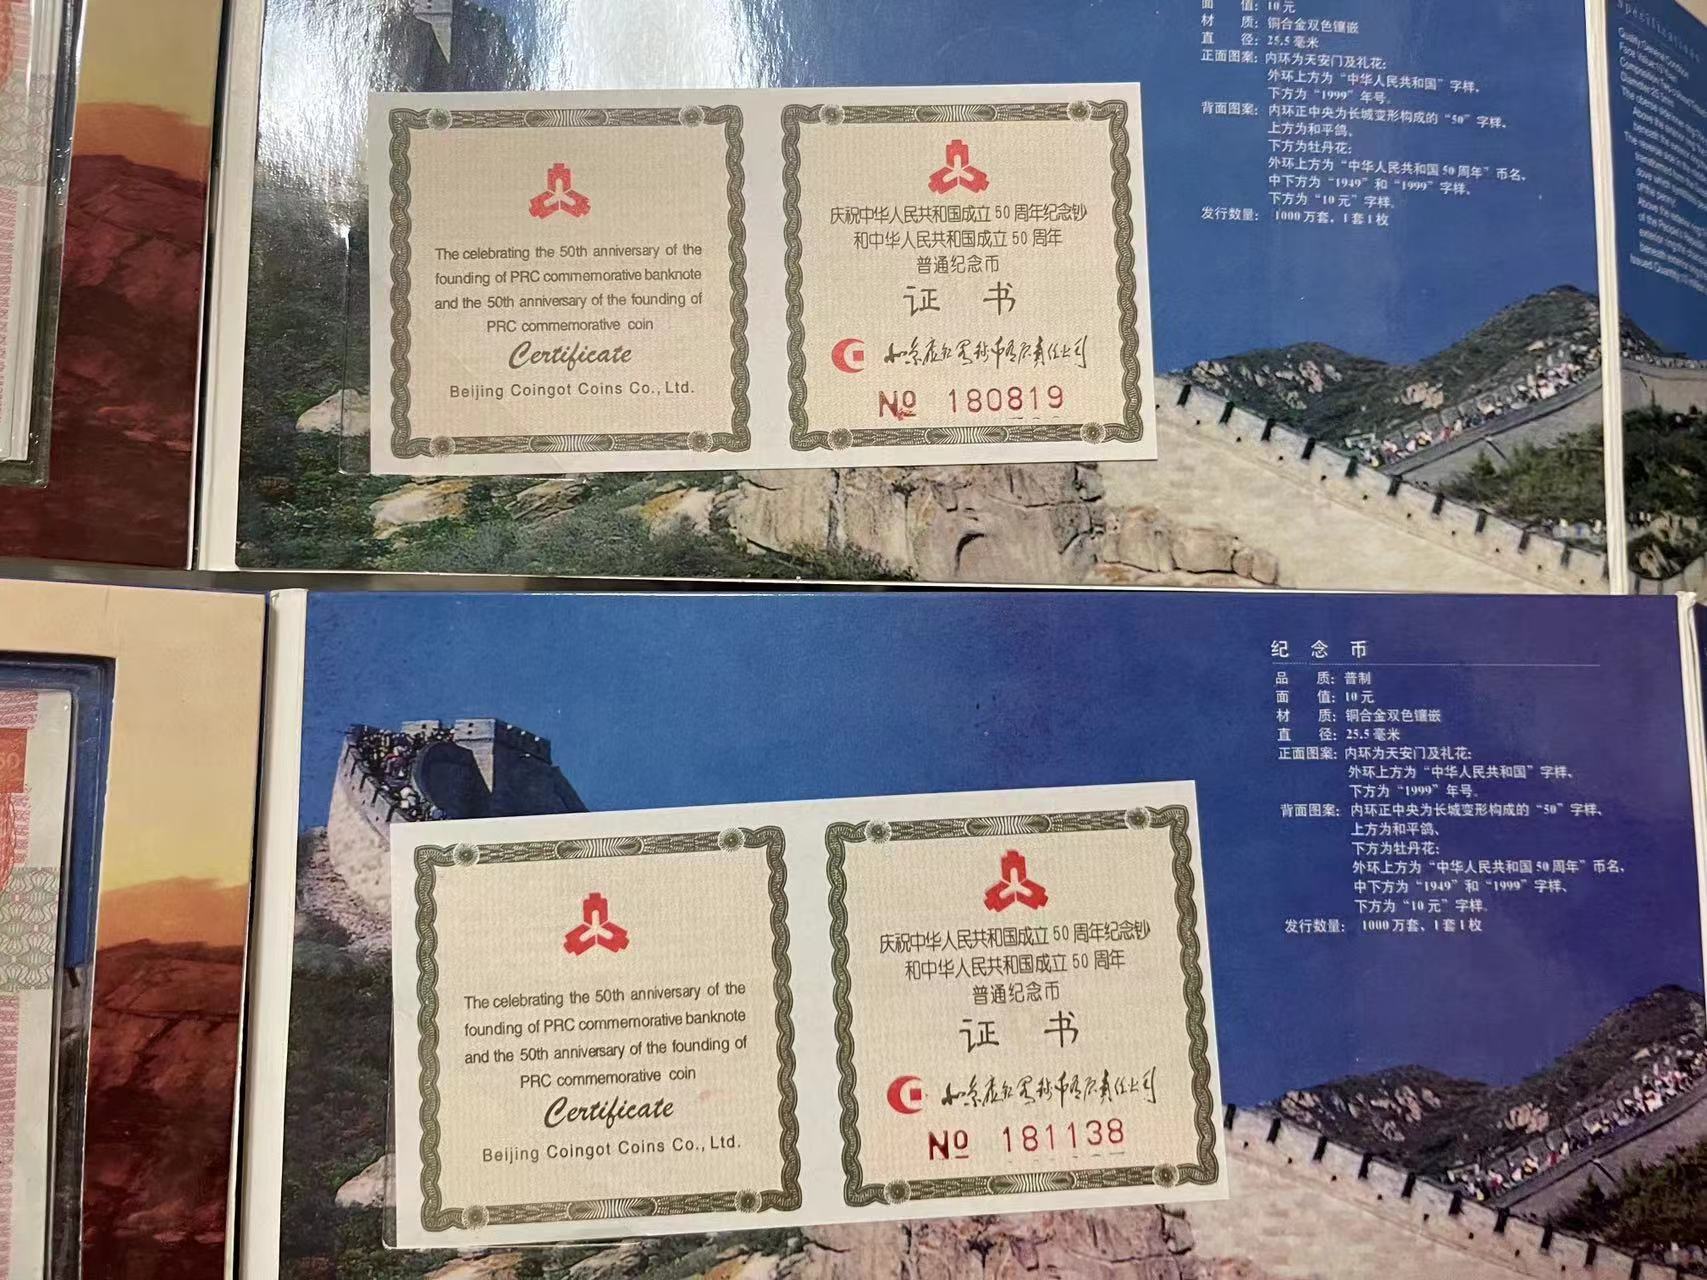 面 值：10元
材 质：铜合金双色镶嵌
直 径：25.5毫米
正面图案：内环为天安门及礼花；
外环上方为“中华人民共和国”字样、
下方为“1999”年号。
背面图案：内环正中央为长城变形构成的“50”字样、
上方为和平鸽、
下方为牡丹花；
外环上方为“中华人民共和国50周年”币名、
中下方为“1949”和“1999”字样、
下方为“10元”字样。
发行数量：1000万套，1套1枚
The celebrating the 50th anniversary of the
founding of PRC commemorative banknote
and the 50th anniversary of the founding of
PRC commemorative coin
Certificate
Beijing Coingot Coins Co., Ltd.
庆祝中华人民共和国成立50周年纪念钞
和中华人民共和国成立50周年
普通纪念币
证 书
Nº 180819
纪 念 币
品 质：普制
面 值：10元
材 质：铜合金双色镶嵌
直 径：25.5毫米
正面图案：内环为天安门及礼花；
外环上方为“中华人民共和国”字样、
下方为“1999”年号。
背面图案：内环正中央为长城变形构成的“50”字样、
上方为和平鸽、
下方为牡丹花；
外环上方为“中华人民共和国50周年”币名、
中下方为“1949”和“1999”字样、
下方为“10元”字样。
发行数量：1000万套、1套1枚
The celebrating the 50th anniversary of the
founding of PRC commemorative banknote
and the 50th anniversary of the founding of
PRC commemorative coin
Certificate
Beijing Coingot Coins Co., Ltd.
庆祝中华人民共和国成立50周年纪念钞
和中华人民共和国成立50周年
普通纪念币
证 书
Nº 181138